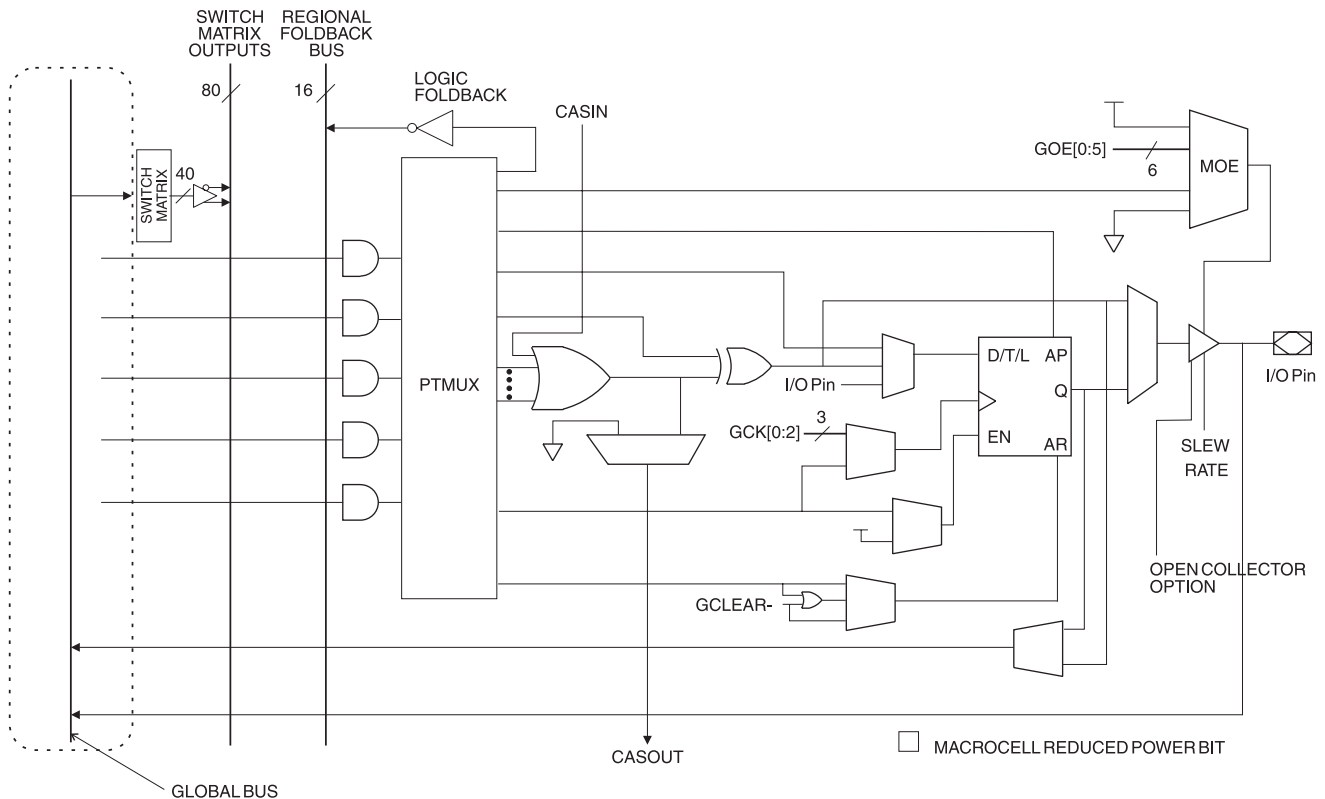 SWITCH
MATRIX
OUTPUTS
REGIONAL
FOLDBACK
BUS
80
16
LOGIC
FOLDBACK
CASIN
GOE[0:5]
6
MOE
SWITCH
MATRIX
40
PTMUX
D/T/L
AP
Q
EN
AR
I/O Pin
I/O Pin
GCK[0:2]
3
SLEW
RATE
OPEN COLLECTOR
OPTION
GCLEAR-
CASOUT
MACROCELL REDUCED POWER BIT
GLOBAL BUS